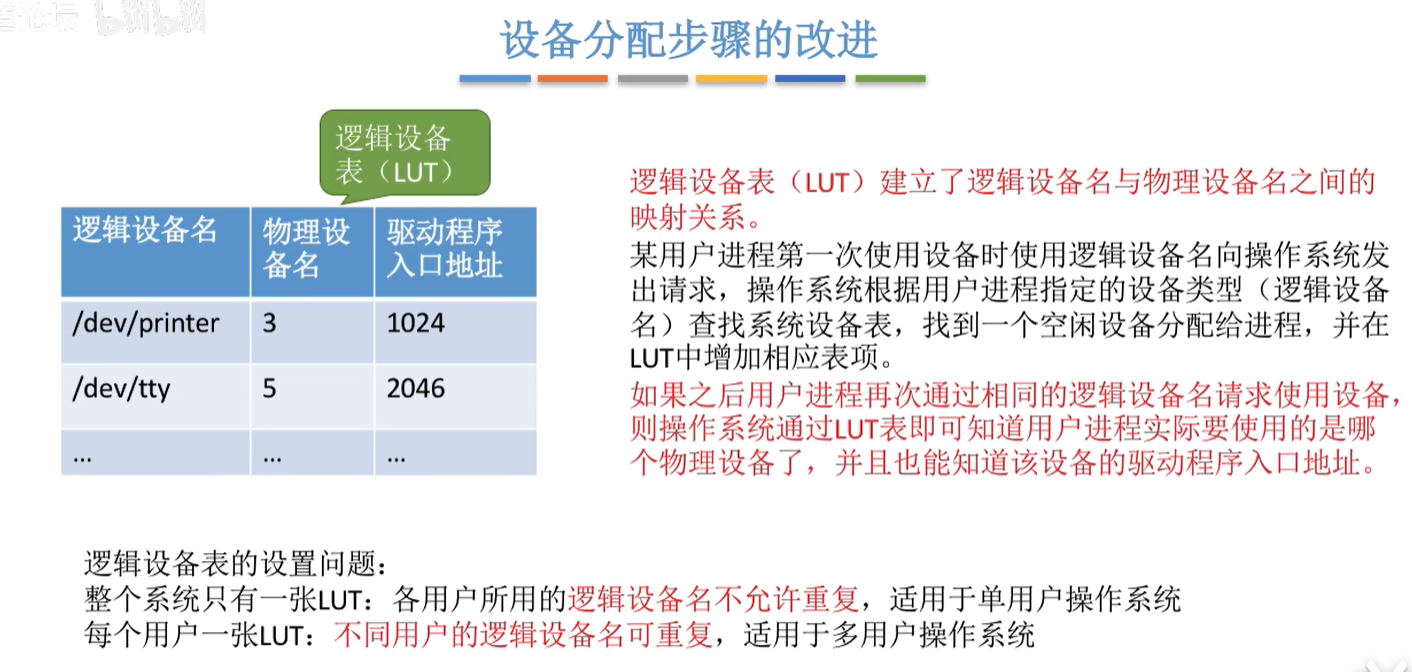 bilibili
设备分配步骤的改进
逻辑设备
表（LUT）
逻辑设备名 物理设备名 驱动程序入口地址
/dev/printer 3 1024
/dev/tty 5 2046
... ... ...
逻辑设备表（LUT）建立了逻辑设备名与物理设备名之间的
映射关系。
某用户进程第一次使用设备时使用逻辑设备名向操作系统发
出请求，操作系统根据用户进程指定的设备类型（逻辑设备
名）查找系统设备表，找到一个空闲设备分配给进程，并在
LUT中增加相应表项。
如果之后用户进程再次通过相同的逻辑设备名请求使用设备，
则操作系统通过LUT表即可知道用户进程实际要使用的是哪
个物理设备了，并且也能知道该设备的驱动程序入口地址。
逻辑设备表的设置问题：
整个系统只有一张LUT：各用户所用的逻辑设备名不允许重复，适用于单用户操作系统
每个用户一张LUT：不同用户的逻辑设备名可重复，适用于多用户操作系统